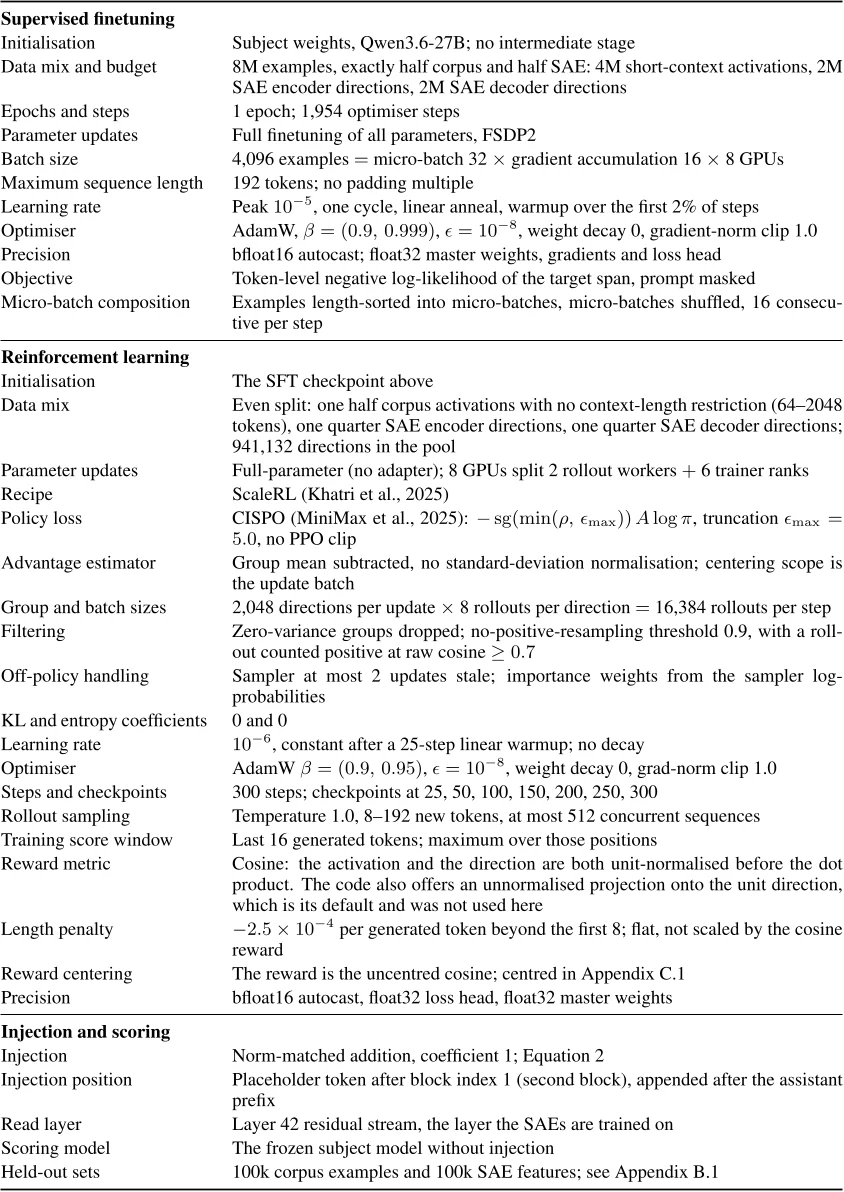 Supervised finetuning
Initialisation Subject weights, Qwen3.6-27B; no intermediate stage
Data mix and budget 8M examples, exactly half corpus and half SAE: 4M short-context activations, 2M
SAE encoder directions, 2M SAE decoder directions
Epochs and steps 1 epoch; 1,954 optimiser steps
Parameter updates Full finetuning of all parameters, FSDP2
Batch size 4,096 examples = micro-batch 32 × gradient accumulation 16 × 8 GPUs
Maximum sequence length 192 tokens; no padding multiple
Learning rate Peak 10⁻⁵, one cycle, linear anneal, warmup over the first 2% of steps
Optimiser AdamW, β = (0.9, 0.999), ϵ = 10⁻⁸, weight decay 0, gradient-norm clip 1.0
Precision bfloat16 autocast; float32 master weights, gradients and loss head
Objective Token-level negative log-likelihood of the target span, prompt masked
Micro-batch composition Examples length-sorted into micro-batches, micro-batches shuffled, 16 consecu-
tive per step
Reinforcement learning
Initialisation The SFT checkpoint above
Data mix Even split: one half corpus activations with no context-length restriction (64–2048
tokens), one quarter SAE encoder directions, one quarter SAE decoder directions;
941,132 directions in the pool
Parameter updates Full-parameter (no adapter); 8 GPUs split 2 rollout workers + 6 trainer ranks
Recipe ScaleRL (Khatri et al., 2025)
Policy loss CISPO (MiniMax et al., 2025): − sg(min(ρ, ϵmax)) A log π, truncation ϵmax =
5.0, no PPO clip
Advantage estimator Group mean subtracted, no standard-deviation normalisation; centering scope is
the update batch
Group and batch sizes 2,048 directions per update × 8 rollouts per direction = 16,384 rollouts per step
Filtering Zero-variance groups dropped; no-positive-resampling threshold 0.9, with a roll-
out counted positive at raw cosine ≥ 0.7
Off-policy handling Sampler at most 2 updates stale; importance weights from the sampler log-
probabilities
KL and entropy coefficients 0 and 0
Learning rate 10⁻⁶, constant after a 25-step linear warmup; no decay
Optimiser AdamW β = (0.9, 0.95), ϵ = 10⁻⁸, weight decay 0, grad-norm clip 1.0
Steps and checkpoints 300 steps; checkpoints at 25, 50, 100, 150, 200, 250, 300
Rollout sampling Temperature 1.0, 8–192 new tokens, at most 512 concurrent sequences
Training score window Last 16 generated tokens; maximum over those positions
Reward metric Cosine: the activation and the direction are both unit-normalised before the dot
product. The code also offers an unnormalised projection onto the unit direction,
which is its default and was not used here
Length penalty −2.5 × 10⁻⁴ per generated token beyond the first 8; flat, not scaled by the cosine
reward
Reward centering The reward is the uncentred cosine; centred in Appendix C.1
Precision bfloat16 autocast, float32 loss head, float32 master weights
Injection and scoring
Injection Norm-matched addition, coefficient 1; Equation 2
Injection position Placeholder token after block index 1 (second block), appended after the assistant
prefix
Read layer Layer 42 residual stream, the layer the SAEs are trained on
Scoring model The frozen subject model without injection
Held-out sets 100k corpus examples and 100k SAE features; see Appendix B.1